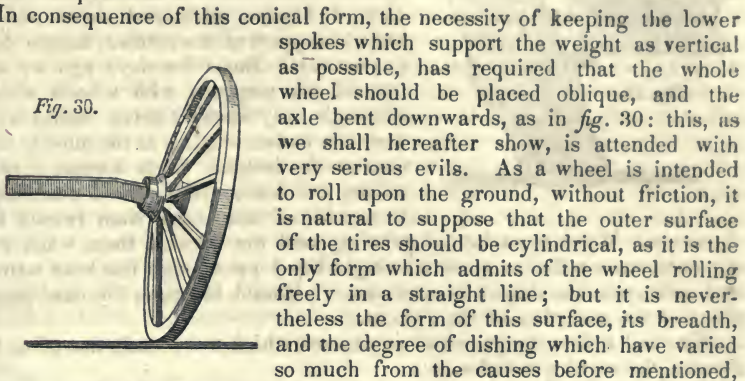 In consequence of this conical form, the necessity of keeping the lower
spokes which support the weight as vertical
as possible, has required that the whole
Fig. 30.
wheel should be placed oblique, and the
axle bent downwards, as in fig. 30: this, as
we shall hereafter show, is attended with
very serious evils. As a wheel is intended
to roll upon the ground, without friction, it
is natural to suppose that the outer surface
of the tires should be cylindrical, as it is the
only form which admits of the wheel rolling
freely in a straight line; but it is never-
theless the form of this surface, its breadth,
and the degree of dishing which have varied
so much from the causes before mentioned,